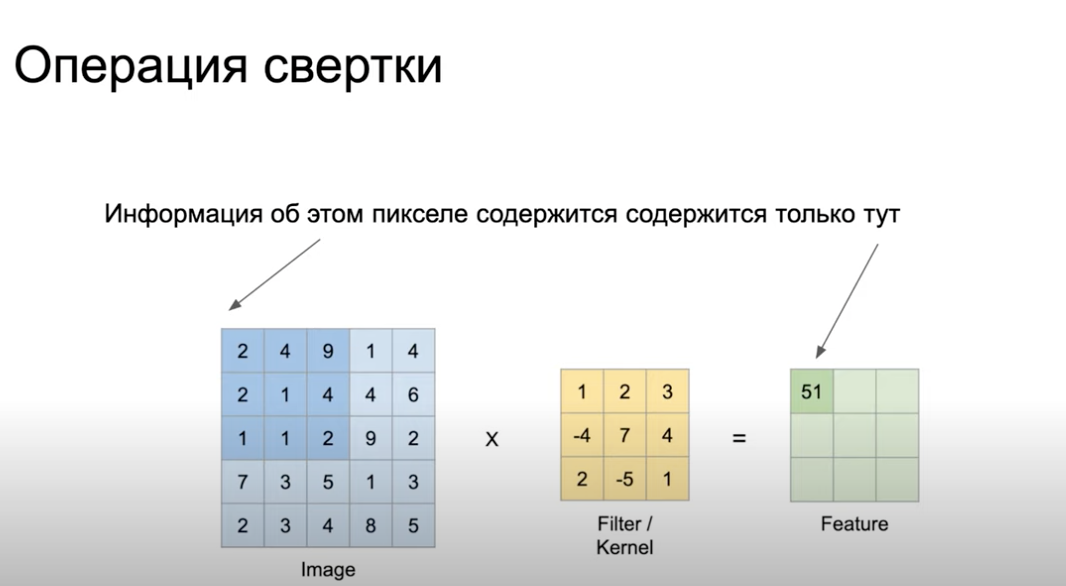 Операция свертки
Информация об этом пикселе содержится содержится только тут
2 4 9 1 4
2 1 4 4 6
1 1 2 9 2
7 3 5 1 3
2 3 4 8 5
Image
X
1 2 3
-4 7 4
2 -5 1
Filter /
Kernel
=
51
Feature